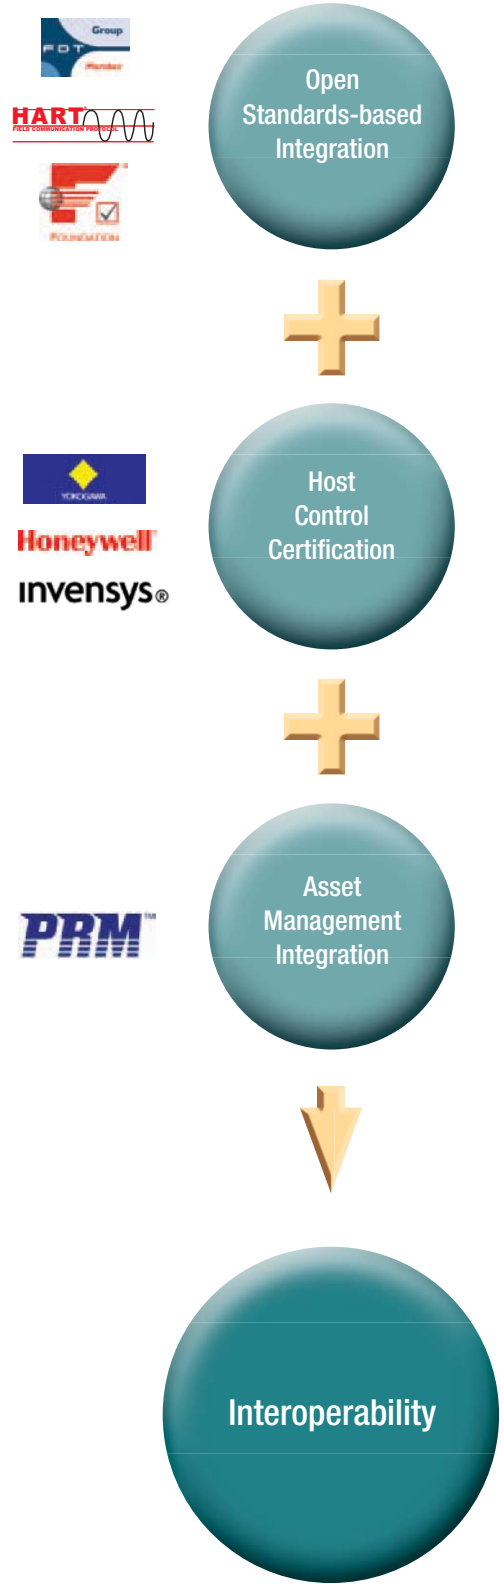 Group
FDT
Member
HART®
FIELD COMMUNICATION PROTOCOL
FOUNDATION
Open
Standards-based
Integration
YOKOGAWA
Honeywell
invensys®
Host
Control
Certification
PRM™
Asset
Management
Integration
Interoperability